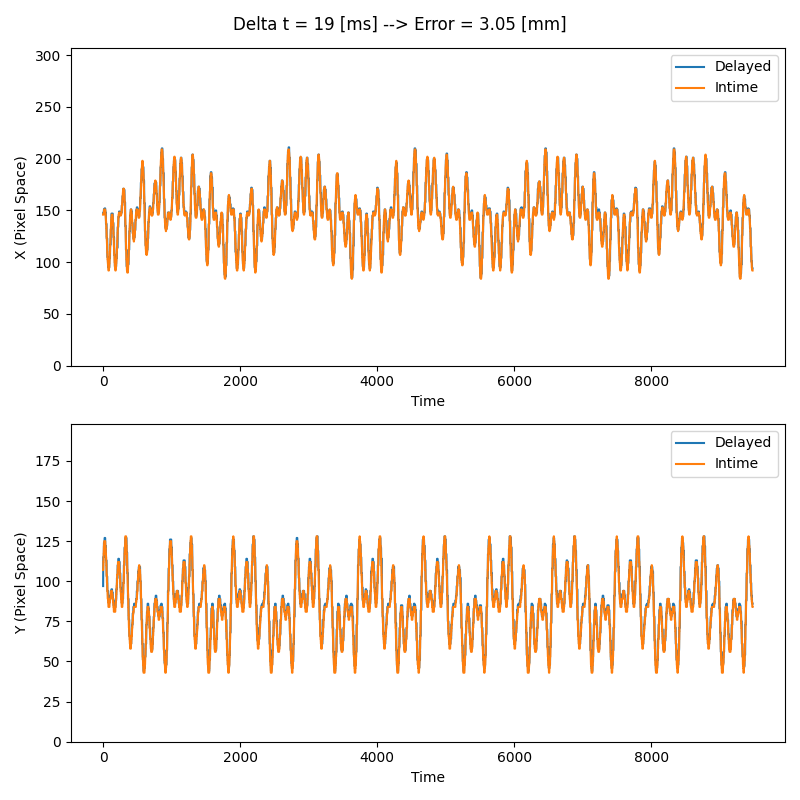 Delta t = 19 [ms] --> Error = 3.05 [mm]
300
250
200
150
100
50
0
X (Pixel Space)
Delayed
Intime
0 2000 4000 6000 8000
Time
175
150
125
100
75
50
25
0
Y (Pixel Space)
Delayed
Intime
0 2000 4000 6000 8000
Time